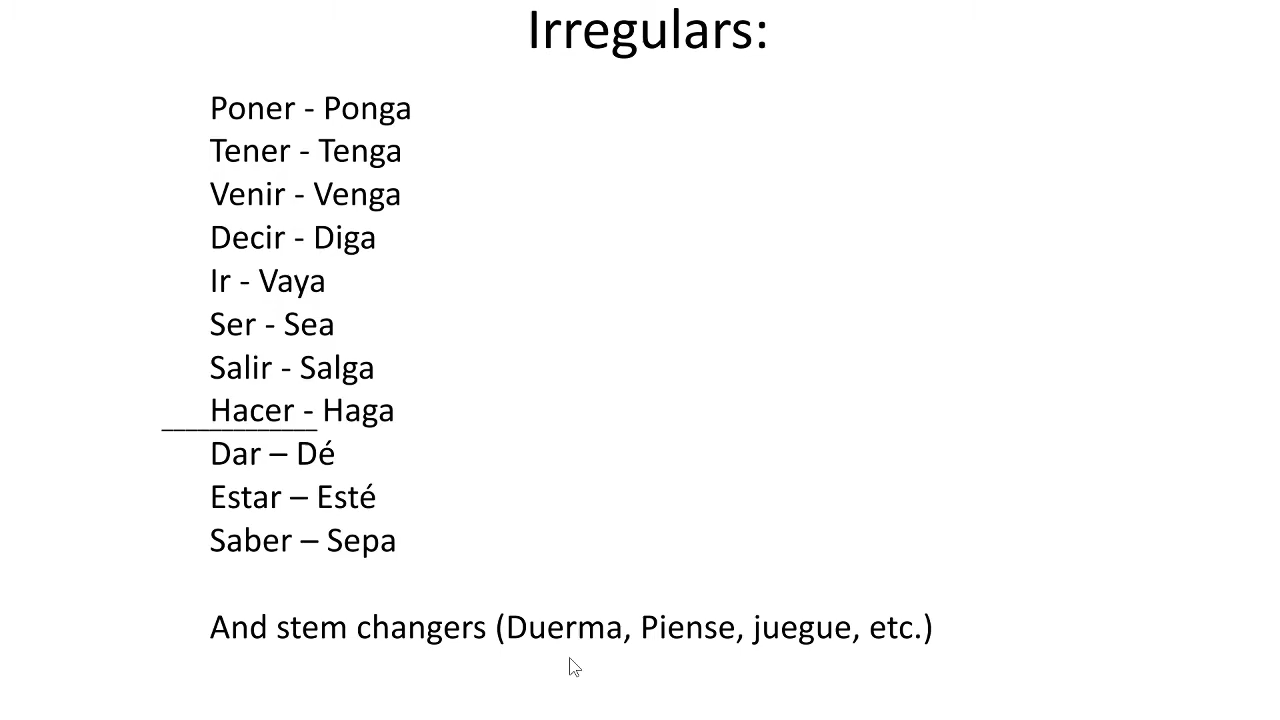 Irregulars:
Poner - Ponga
Tener - Tenga
Venir - Venga
Decir - Diga
Ir - Vaya
Ser - Sea
Salir - Salga
Hacer - Haga
Dar – Dé
Estar – Esté
Saber – Sepa
And stem changers (Duerma, Piense, juegue, etc.)